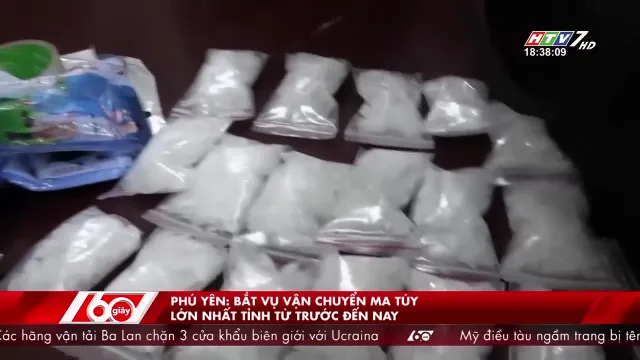 HTV7 HD
18:38:09
60 giây
PHÚ YÊN: BẮT VỤ VẬN CHUYỂN MA TÚY
LỚN NHẤT TỈNH TỪ TRƯỚC ĐẾN NAY
Các hãng vận tải Ba Lan chặn 3 cửa khẩu biên giới với Ucraina 60 Mỹ điều tàu ngầm trang bị tê